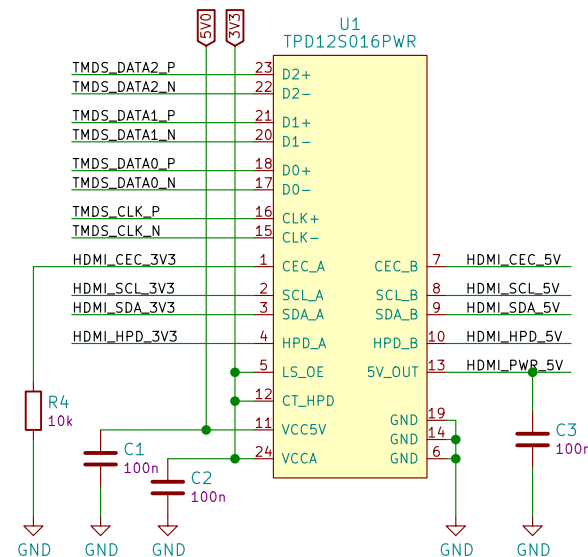 5V0 3V3
U1
TPD12S016PWR
TMDS_DATA2_P 23 D2+
TMDS_DATA2_N 22 D2-
TMDS_DATA1_P 21 D1+
TMDS_DATA1_N 20 D1-
TMDS_DATA0_P 18 D0+
TMDS_DATA0_N 17 D0-
TMDS_CLK_P 16 CLK+
TMDS_CLK_N 15 CLK-
HDMI_CEC_3V3 1 CEC_A CEC_B 7 HDMI_CEC_5V
HDMI_SCL_3V3 2 SCL_A SCL_B 8 HDMI_SCL_5V
HDMI_SDA_3V3 3 SDA_A SDA_B 9 HDMI_SDA_5V
HDMI_HPD_3V3 4 HPD_A HPD_B 10 HDMI_HPD_5V
5 LS_OE 5V_OUT 13 HDMI_PWR_5V
R4 12 CT_HPD
10k
GND 19
11 VCC5V GND 14 C3
C1 100n
100n 24 VCCA GND 6
C2
100n
GND GND GND GND GND